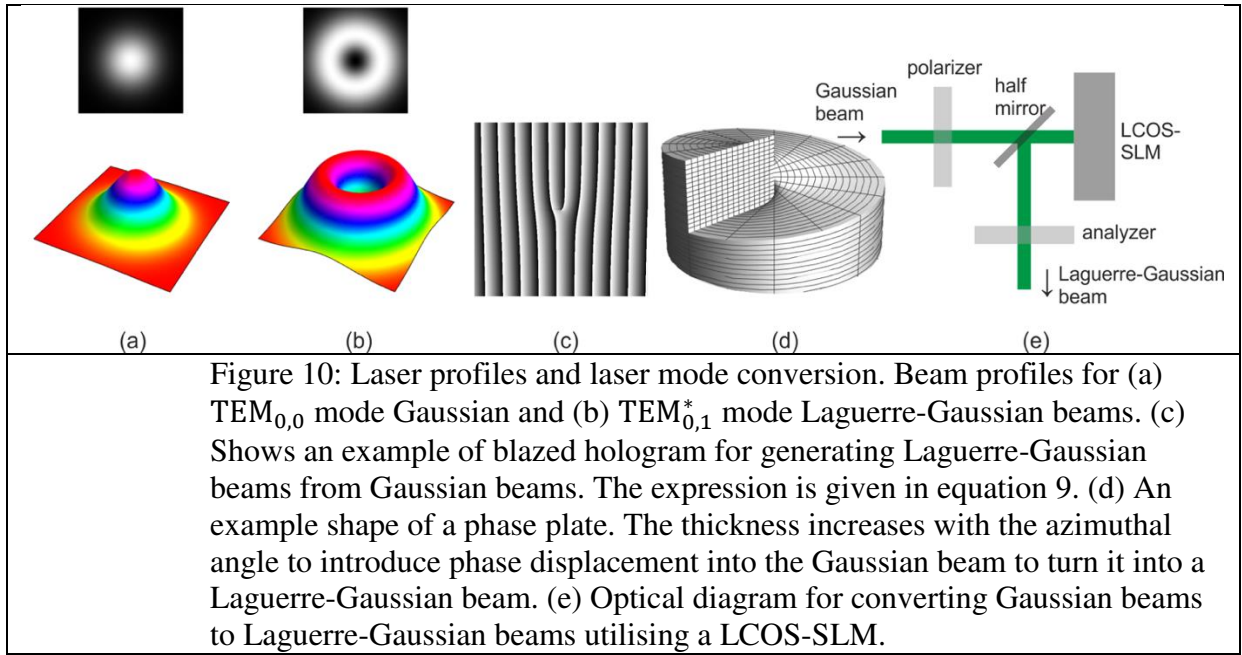 polarizer
Gaussian
beam
half
mirror
→
LCOS-
SLM
analyzer
↓ Laguerre-Gaussian
beam
(a)
(b)
(c)
(d)
(e)
Figure 10: Laser profiles and laser mode conversion. Beam profiles for (a)
TEM₀,₀ mode Gaussian and (b) TEM*₀,₁ mode Laguerre-Gaussian beams. (c)
Shows an example of blazed hologram for generating Laguerre-Gaussian
beams from Gaussian beams. The expression is given in equation 9. (d) An
example shape of a phase plate. The thickness increases with the azimuthal
angle to introduce phase displacement into the Gaussian beam to turn it into a
Laguerre-Gaussian beam. (e) Optical diagram for converting Gaussian beams
to Laguerre-Gaussian beams utilising a LCOS-SLM.